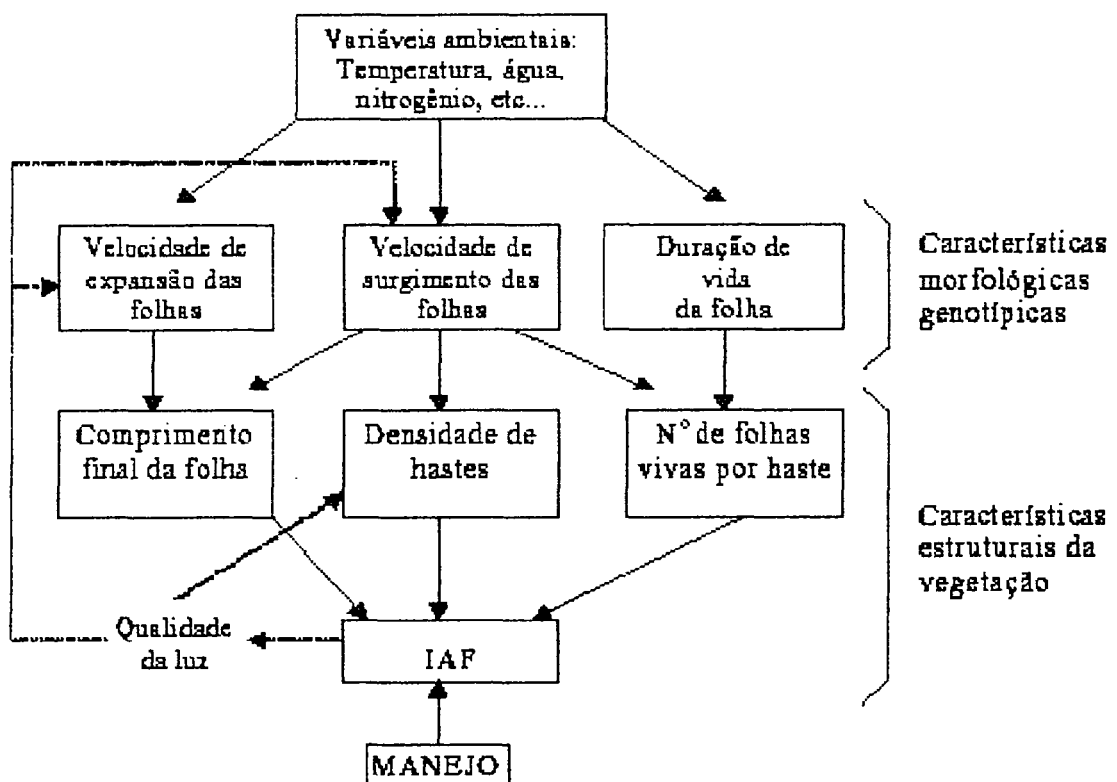 Variáveis ambientais:
Temperatura, água,
nitrogênio, etc...
Velocidade de
expansão das
folhas
Velocidade de
surgimento das
folhas
Duração de
vida
da folha
Características
morfológicas
genotípicas
Comprimento
final da folha
Densidade de
hastes
N° de folhas
vivas por haste
Características
estruturais da
vegetação
Qualidade
da luz
IAF
MANEJO